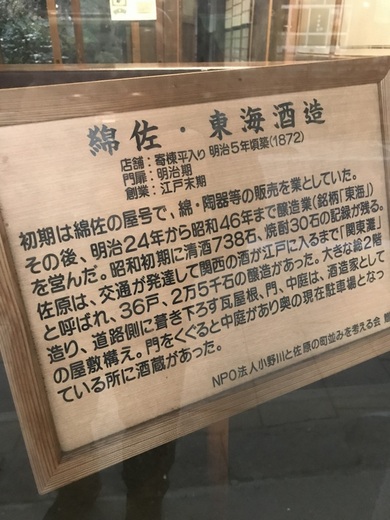 綿佐・東海酒造
店舗：寄棟平入り 明治５年頃築(1872)
門扉：明治期
創業：江戸末期
初期は綿佐の屋号で、綿・陶器等の販売を業としていた。
その後、明治24年から昭和46年まで醸造業(銘柄「東海」)
を営んだ。昭和初期に清酒738石、焼酎30石の記録が残る。
佐原は、交通が発達して関西の酒が江戸に入るまで「関東灘」
と呼ばれ、36戸、2万5千石の醸造があった。大きな総２階
造り、道路側に葺き下ろす瓦屋根、門、中庭は、酒造家として
の屋敷構え。門をくぐると中庭があり奥の現在駐車場となっ
ている所に酒蔵があった。
NPO法人小野川と佐原の町並みを考える会